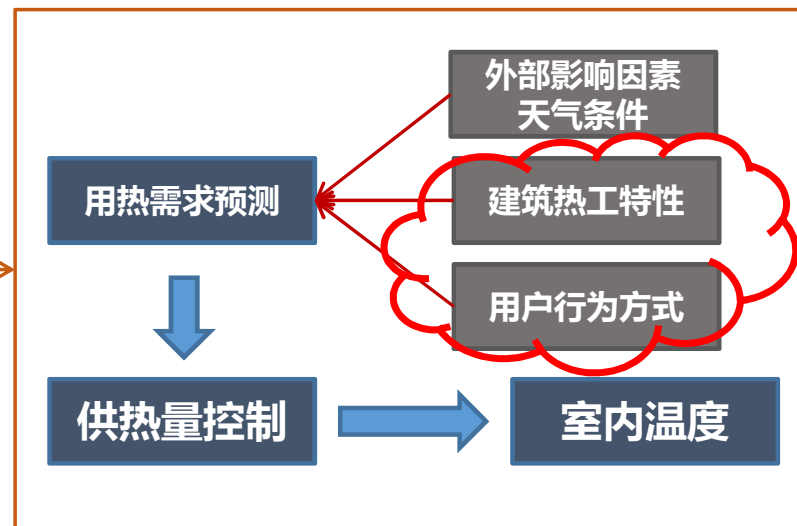 外部影响因素
天气条件
用热需求预测
建筑热工特性
用户行为方式
供热量控制
室内温度